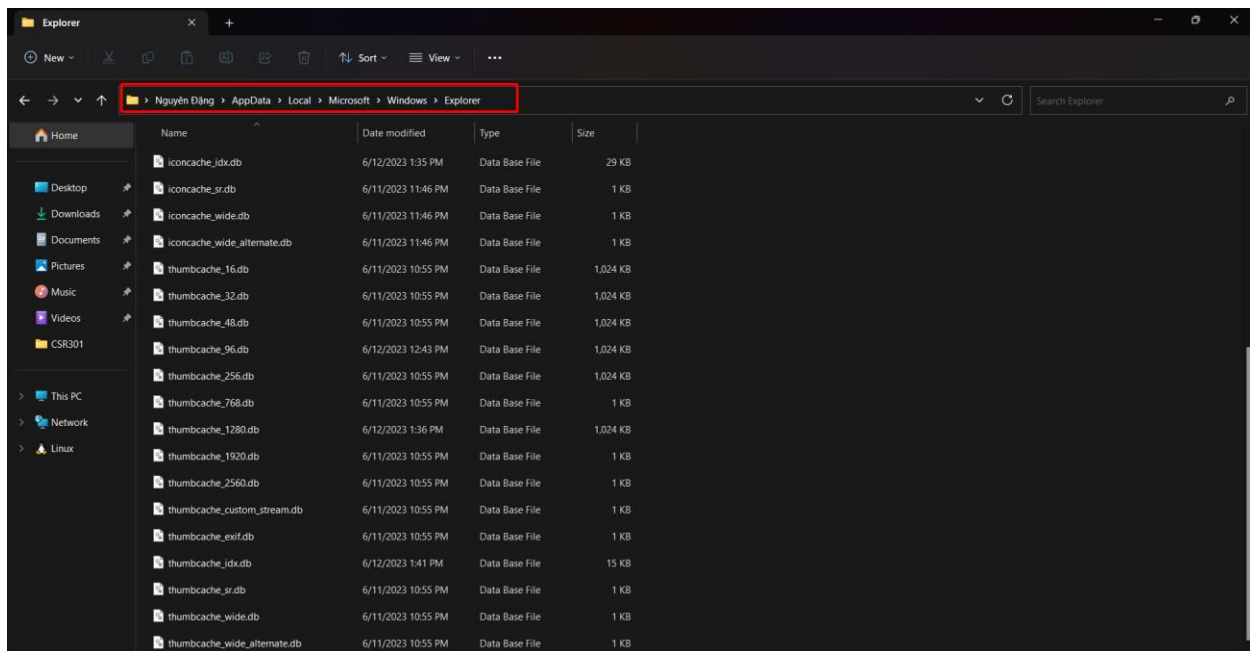 Explorer
New Sort View
Nguyên Đặng > AppData > Local > Microsoft > Windows > Explorer
Search Explorer
Home
Desktop
Downloads
Documents
Pictures
Music
Videos
CSR301
This PC
Network
Linux
Name Date modified Type Size
iconcache_idx.db 6/12/2023 1:35 PM Data Base File 29 KB
iconcache_sr.db 6/11/2023 11:46 PM Data Base File 1 KB
iconcache_wide.db 6/11/2023 11:46 PM Data Base File 1 KB
iconcache_wide_alternate.db 6/11/2023 11:46 PM Data Base File 1 KB
thumbcache_16.db 6/11/2023 10:55 PM Data Base File 1,024 KB
thumbcache_32.db 6/11/2023 10:55 PM Data Base File 1,024 KB
thumbcache_48.db 6/11/2023 10:55 PM Data Base File 1,024 KB
thumbcache_96.db 6/12/2023 12:43 PM Data Base File 1,024 KB
thumbcache_256.db 6/11/2023 10:55 PM Data Base File 1,024 KB
thumbcache_768.db 6/11/2023 10:55 PM Data Base File 1 KB
thumbcache_1280.db 6/12/2023 1:36 PM Data Base File 1,024 KB
thumbcache_1920.db 6/11/2023 10:55 PM Data Base File 1 KB
thumbcache_2560.db 6/11/2023 10:55 PM Data Base File 1 KB
thumbcache_custom_stream.db 6/11/2023 10:55 PM Data Base File 1 KB
thumbcache_exif.db 6/11/2023 10:55 PM Data Base File 1 KB
thumbcache_idx.db 6/12/2023 1:41 PM Data Base File 15 KB
thumbcache_sr.db 6/11/2023 10:55 PM Data Base File 1 KB
thumbcache_wide.db 6/11/2023 10:55 PM Data Base File 1 KB
thumbcache_wide_alternate.db 6/11/2023 10:55 PM Data Base File 1 KB